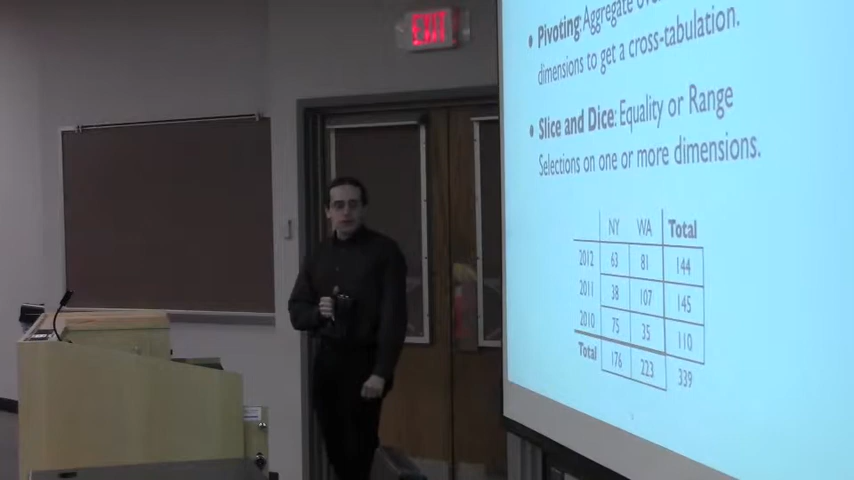 EXIT
• Pivoting: Aggregate over
dimensions to get a cross-tabulation.
• Slice and Dice: Equality or Range
Selections on one or more dimensions.
NY WA Total
2012 63 81 144
2011 38 107 145
2010 75 35 110
Total 176 223 339